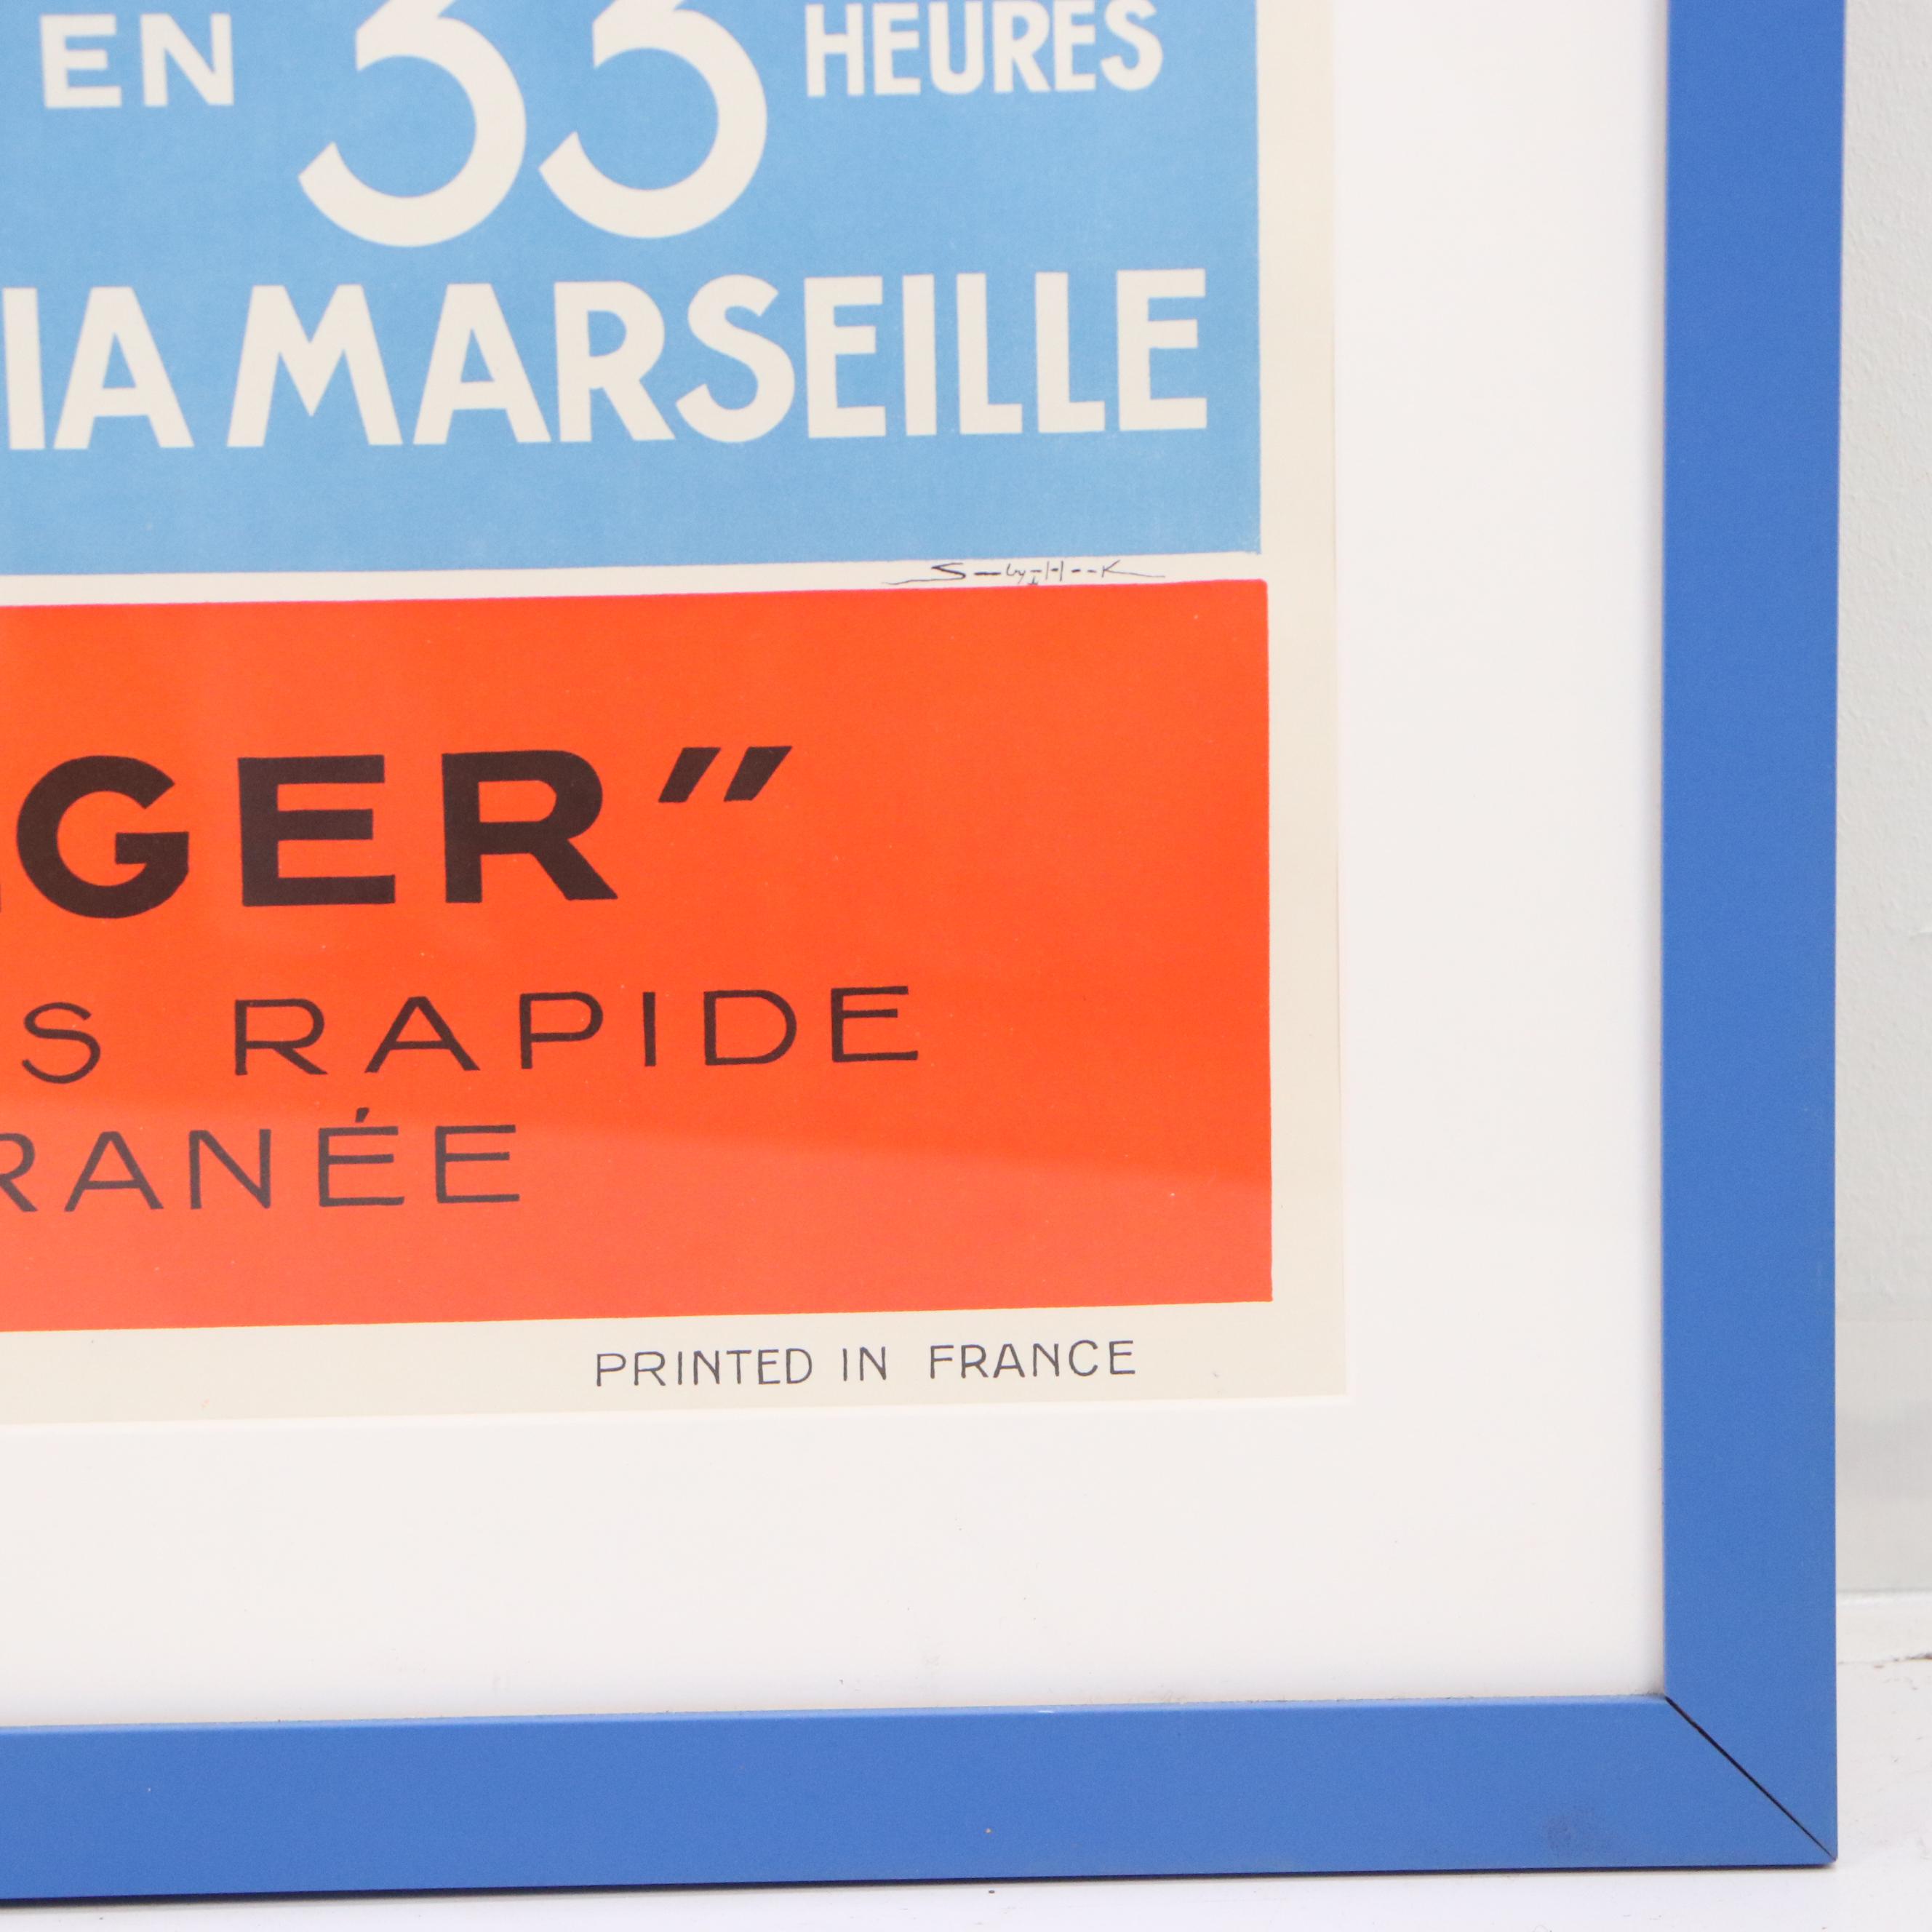 EN 33 HEURES
IA MARSEILLE
GER"
S RAPIDE
RANÉE
PRINTED IN FRANCE